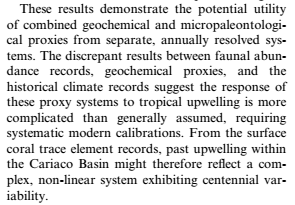 These results demonstrate the potential utility
of combined geochemical and micropaleontologi-
cal proxies from separate, annually resolved sys-
tems. The discrepant results between faunal abun-
dance records, geochemical proxies, and the
historical climate records suggest the response of
these proxy systems to tropical upwelling is more
complicated than generally assumed, requiring
systematic modern calibrations. From the surface
coral trace element records, past upwelling within
the Cariaco Basin might therefore reflect a com-
plex, non-linear system exhibiting centennial var-
iability.